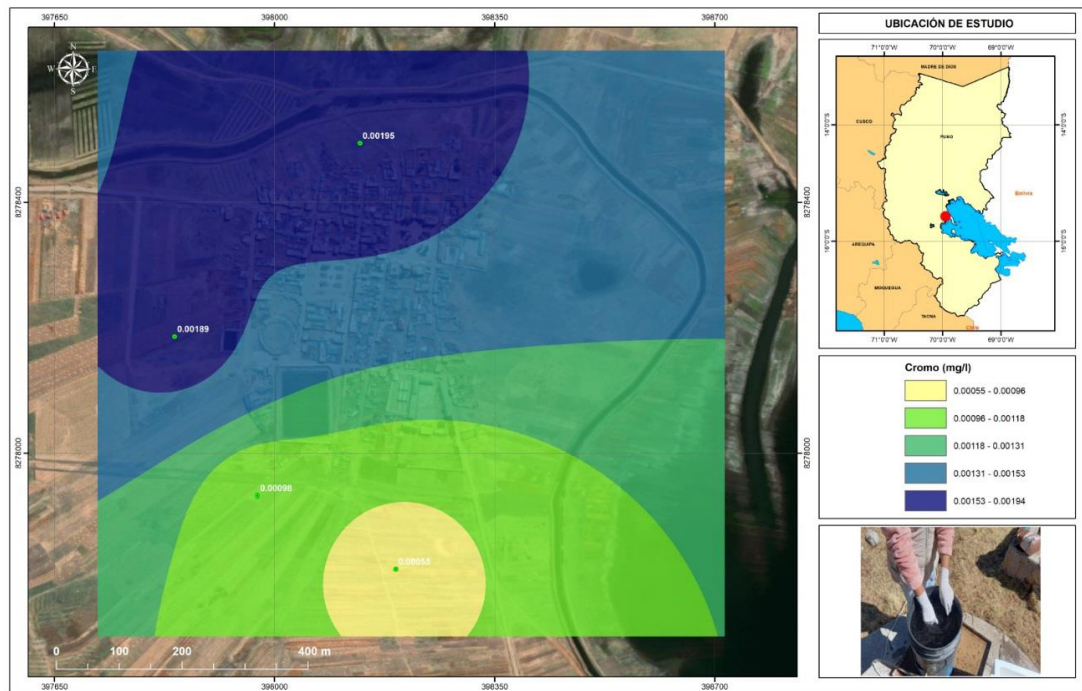 397650
398000
398350
398700
N
W
E
S
8278400
8278400
8278000
8278000
0.00195
0.00189
0.00098
0.00055
0
100
200
400 m
397650
398000
398350
398700
UBICACIÓN DE ESTUDIO
71°0'0"W
70°0'0"W
69°0'0"W
MADRE DE DIOS
CUSCO
PUNO
14°0'0"S
14°0'0"S
Bolivia
AREQUIPA
16°0'0"S
16°0'0"S
MOQUEGUA
TACNA
Chile
71°0'0"W
70°0'0"W
69°0'0"W
Cromo (mg/l)
0.00055 - 0.00096
0.00096 - 0.00118
0.00118 - 0.00131
0.00131 - 0.00153
0.00153 - 0.00194